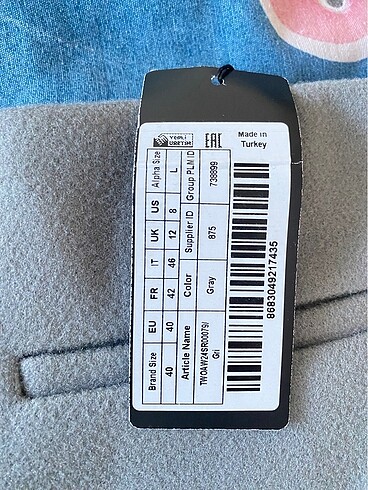 YERLİ
ÜRETİM
EAC
Made in
Turkey
Brand Size EU FR IT UK US Alpha Size
40 40 42 46 12 8 L
Article Name Color Supplier ID Group PLM ID
TWOAW24SR00079/
Gri Gray 875 738899
8683049217435